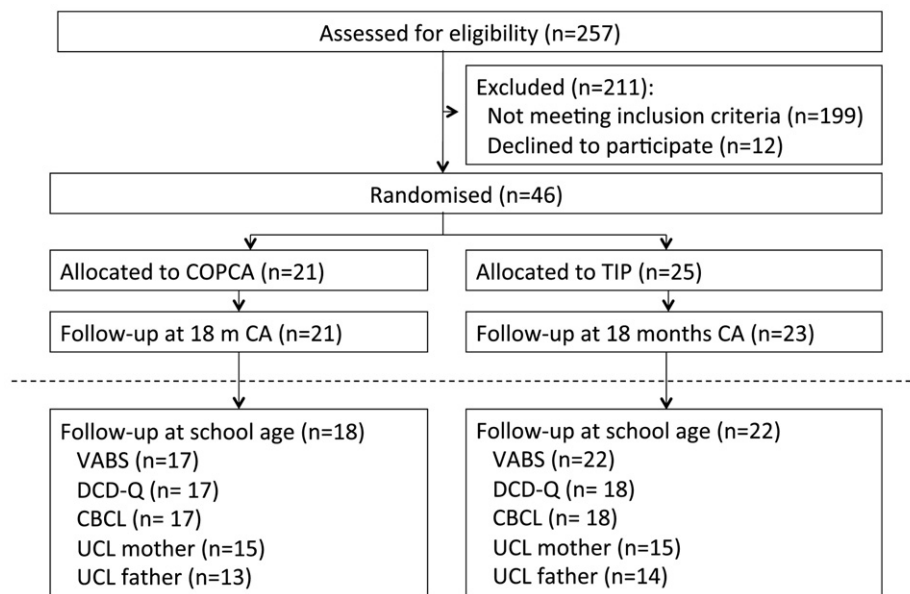 Assessed for eligibility (n=257)
Excluded (n=211):
Not meeting inclusion criteria (n=199)
Declined to participate (n=12)
Randomised (n=46)
Allocated to COPCA (n=21)
Allocated to TIP (n=25)
Follow-up at 18 m CA (n=21)
Follow-up at 18 months CA (n=23)
Follow-up at school age (n=18)
VABS (n=17)
DCD-Q (n= 17)
CBCL (n= 17)
UCL mother (n=15)
UCL father (n=13)
Follow-up at school age (n=22)
VABS (n=22)
DCD-Q (n= 18)
CBCL (n= 18)
UCL mother (n=15)
UCL father (n=14)